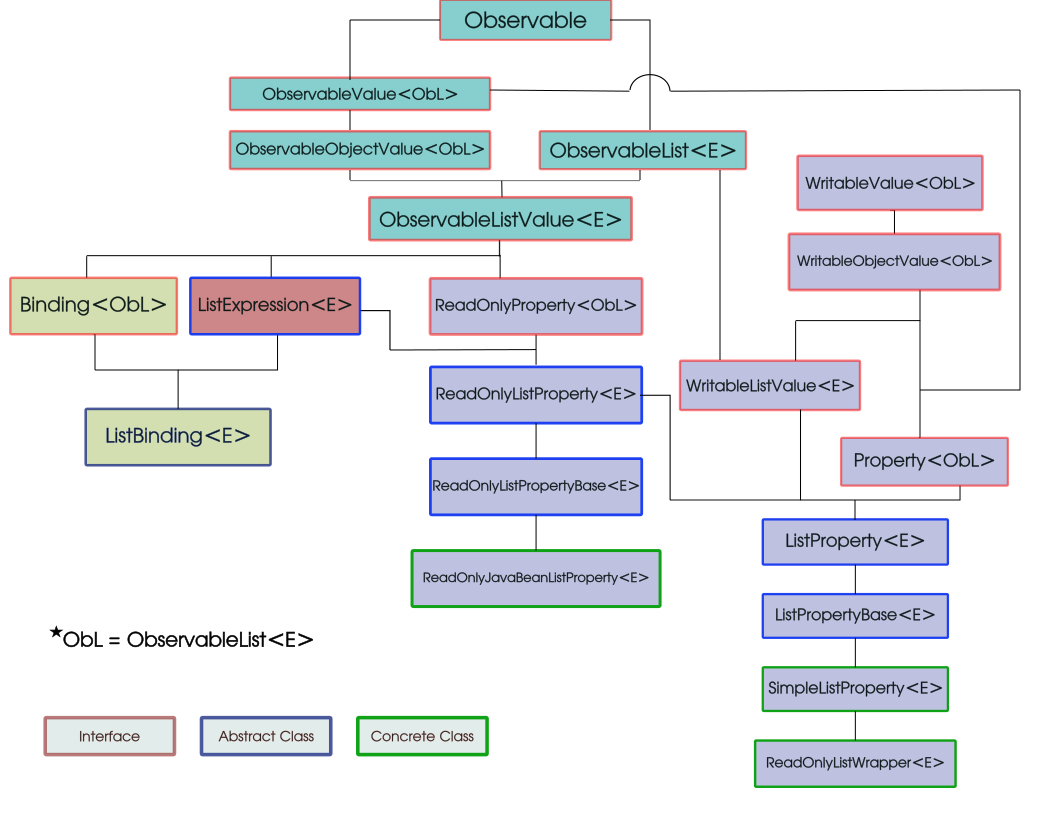 Observable
ObservableValue<ObL>
ObservableObjectValue<ObL>
ObservableList<E>
WritableValue<ObL>
ObservableListValue<E>
WritableObjectValue<ObL>
Binding<ObL>
ListExpression<E>
ReadOnlyProperty<ObL>
ReadOnlyListProperty<E>
WritableListValue<E>
ListBinding<E>
Property<ObL>
ReadOnlyListPropertyBase<E>
ListProperty<E>
ReadOnlyJavaBeanListProperty<E>
ListPropertyBase<E>
★ObL = ObservableList<E>
SimpleListProperty<E>
Interface
Abstract Class
Concrete Class
ReadOnlyListWrapper<E>